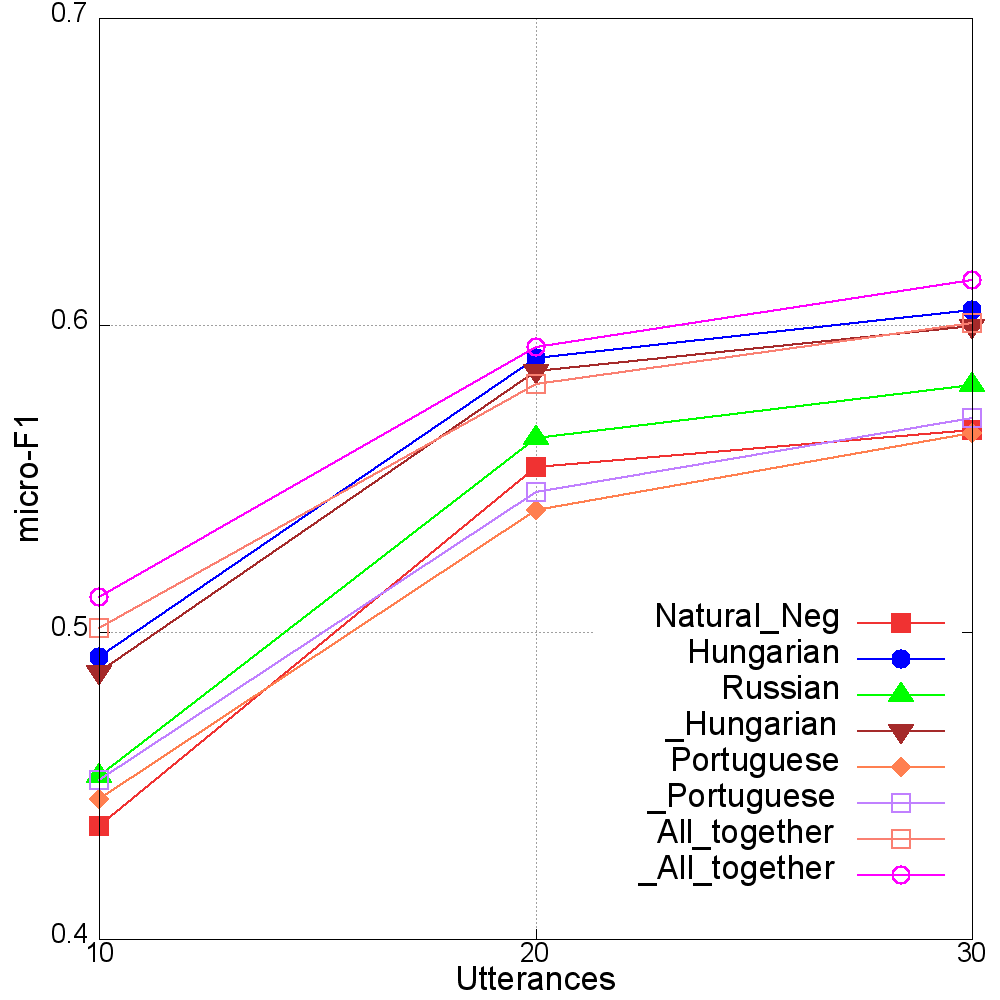 0.7
0.6
0.5
0.4
micro-F1
10
20
30
Utterances
Natural_Neg
Hungarian
Russian
_Hungarian
Portuguese
_Portuguese
All_together
_All_together